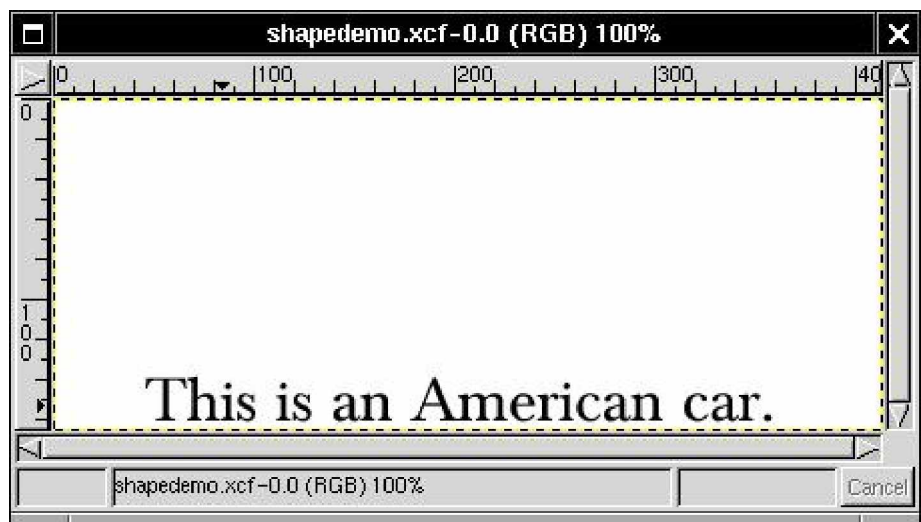 shapedemo.xcf-0.0 (RGB) 100%
0 100 200 300 40
0
100
This is an American car.
shapedemo.xcf-0.0 (RGB) 100%
Cancel